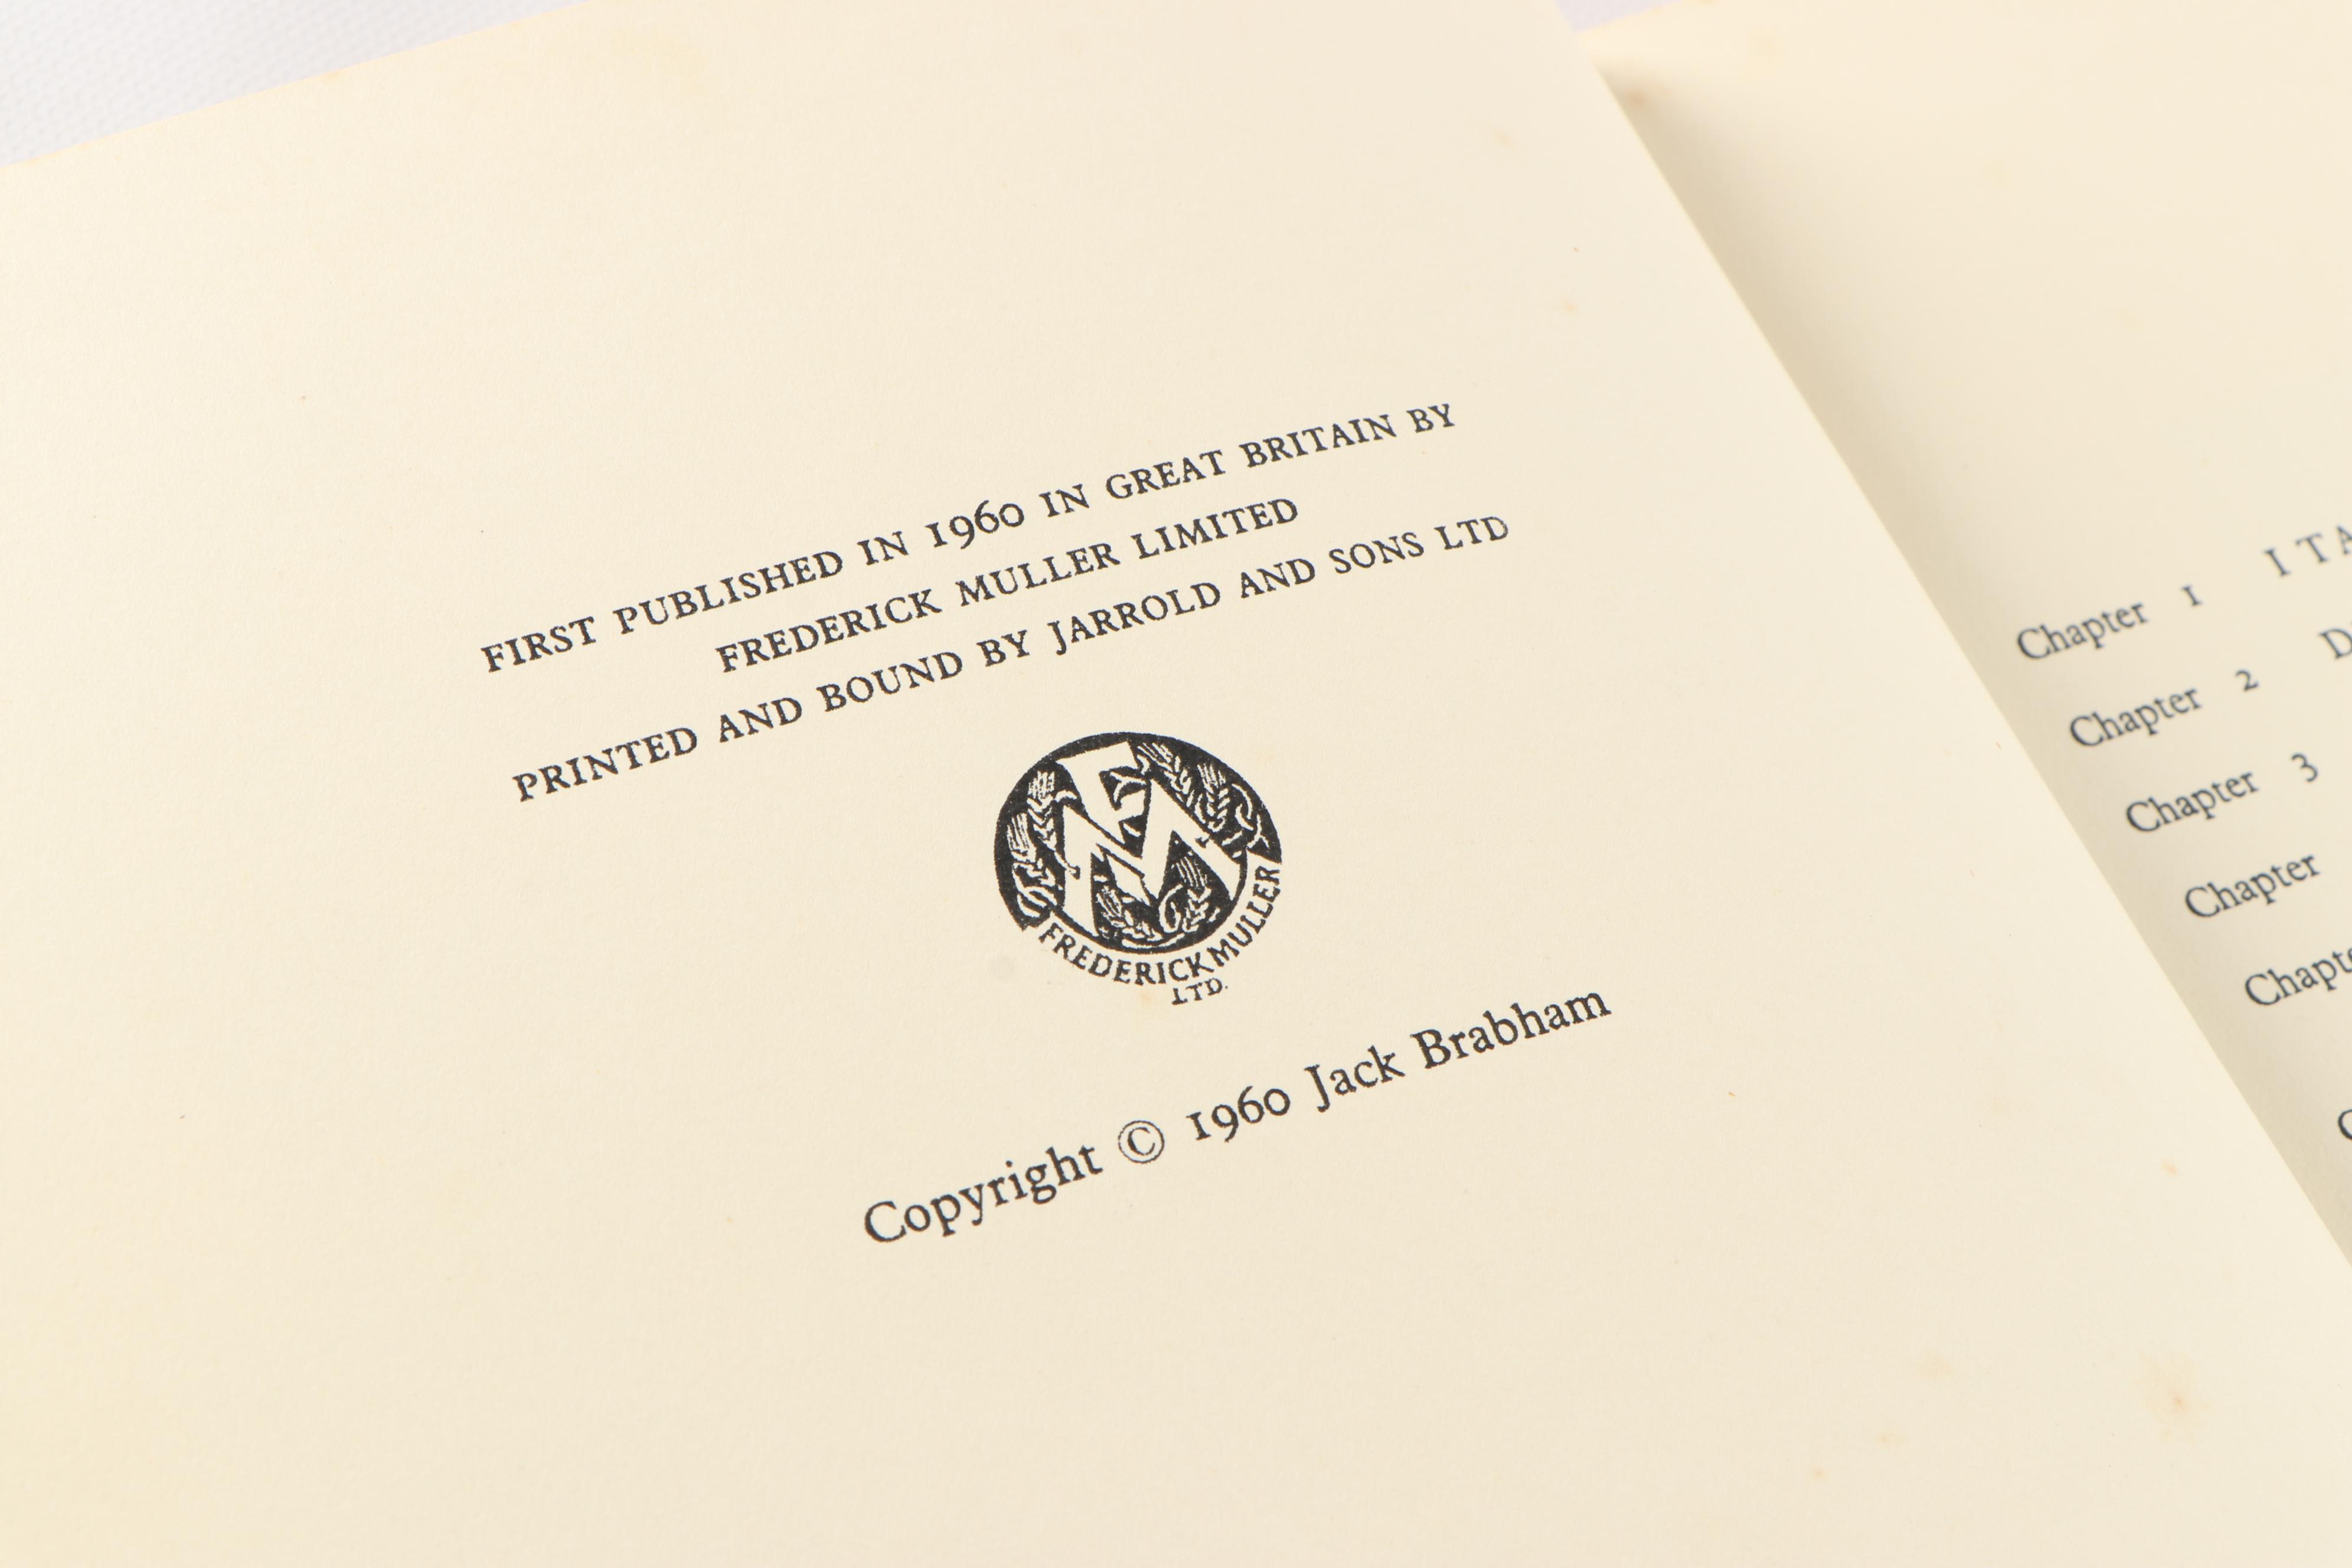 FIRST PUBLISHED IN 1960 IN GREAT BRITAIN BY
FREDERICK MULLER LIMITED
PRINTED AND BOUND BY JARROLD AND SONS LTD
FM
FREDERICK MULLER
LTD.
Copyright © 1960 Jack Brabham
Chapter 1
Chapter 2
Chapter 3
Chapter